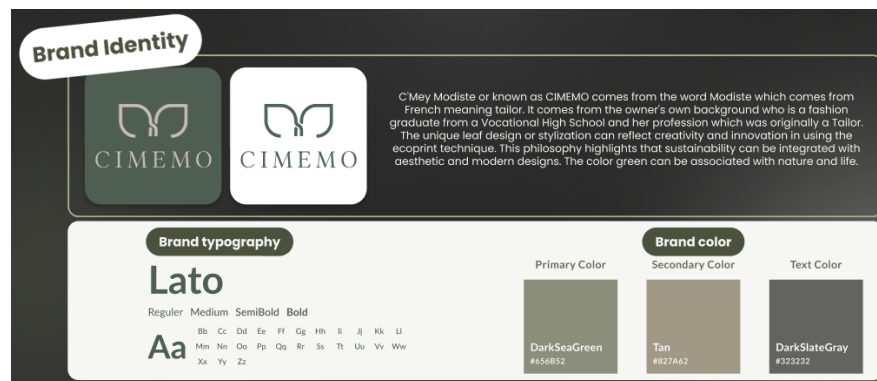 Brand Identity
CIMEMO
CIMEMO
C'Mey Modiste or known as CIMEMO comes from the word Modiste which comes from
French meaning tailor. It comes from the owner's own background who is a fashion
graduate from a Vocational High School and her profession which was originally a Tailor.
The unique leaf design or stylization can reflect creativity and innovation in using the
ecoprint technique. This philosophy highlights that sustainability can be integrated with
aesthetic and modern designs. The color green can be associated with nature and life.
Brand typography
Lato
Reguler Medium SemiBold Bold
Aa
Bb Cc Dd Ee Ff Gg Hh Ii Jj Kk Ll
Mm Nn Oo Pp Qq Rr Ss Tt Uu Vv Ww
Xx Yy Zz
Brand color
Primary Color Secondary Color Text Color
DarkSeaGreen Tan DarkSlateGray
#656B52 #827A62 #323232